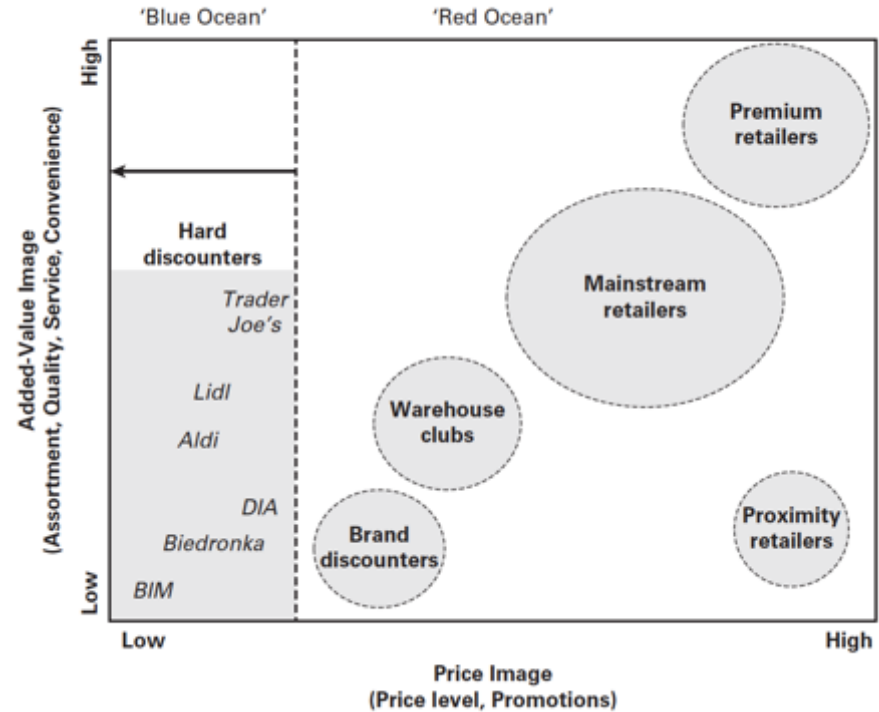 'Blue Ocean'
'Red Ocean'
High
Premium
retailers
Hard
discounters
Mainstream
retailers
Trader
Joe's
Lidl
Warehouse
clubs
Aldi
DIA
Biedronka
BIM
Brand
discounters
Proximity
retailers
Low
Added-Value Image
(Assortment, Quality, Service, Convenience)
Low
High
Price Image
(Price level, Promotions)